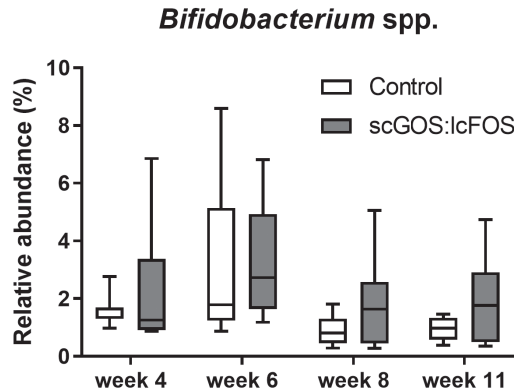 Bifidobacterium spp.
Relative abundance (%)
10
8
6
4
2
0
Control
scGOS:lcFOS
week 4
week 6
week 8
week 11